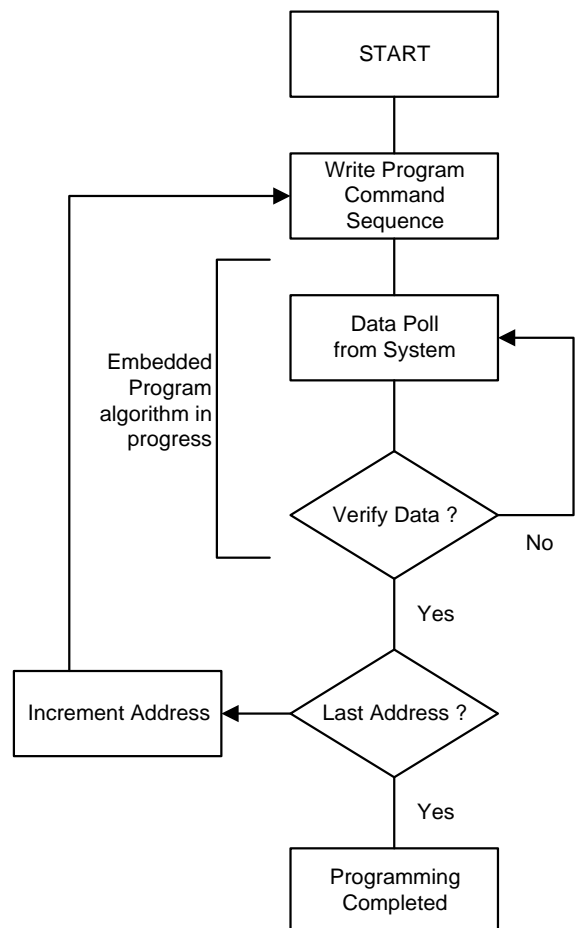 START
Write Program
Command
Sequence
Data Poll
from System
Embedded
Program
algorithm in
progress
Verify Data ?
No
Yes
Increment Address
Last Address ?
Yes
Programming
Completed